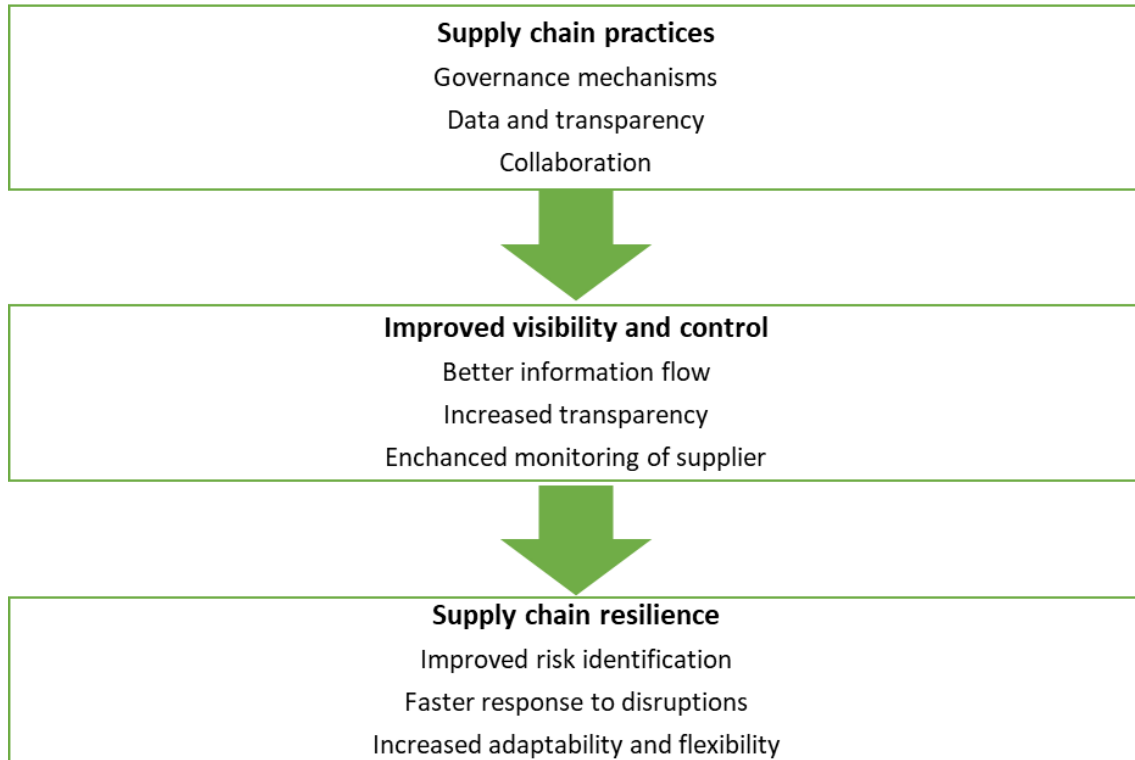 Supply chain practices
Governance mechanisms
Data and transparency
Collaboration
Improved visibility and control
Better information flow
Increased transparency
Enchanced monitoring of supplier
Supply chain resilience
Improved risk identification
Faster response to disruptions
Increased adaptability and flexibility